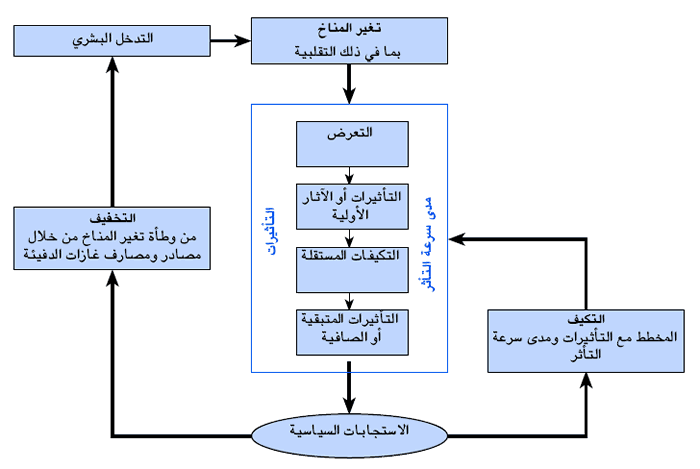 تغير المناخ
بما في ذلك التقلبية
التدخل البشري
التعرض
التأثيرات أو الآثار
الأولية
التكيفات المستقلة
التأثيرات المتبقية
أو الصافية
التأثيرات
مدى سرعة التأثر
التخفيف
من وطأة تغير المناخ من خلال
مصادر ومصارف غازات الدفيئة
التكيف
المخطط مع التأثيرات ومدى سرعة
التأثر
الاستجابات السياسية